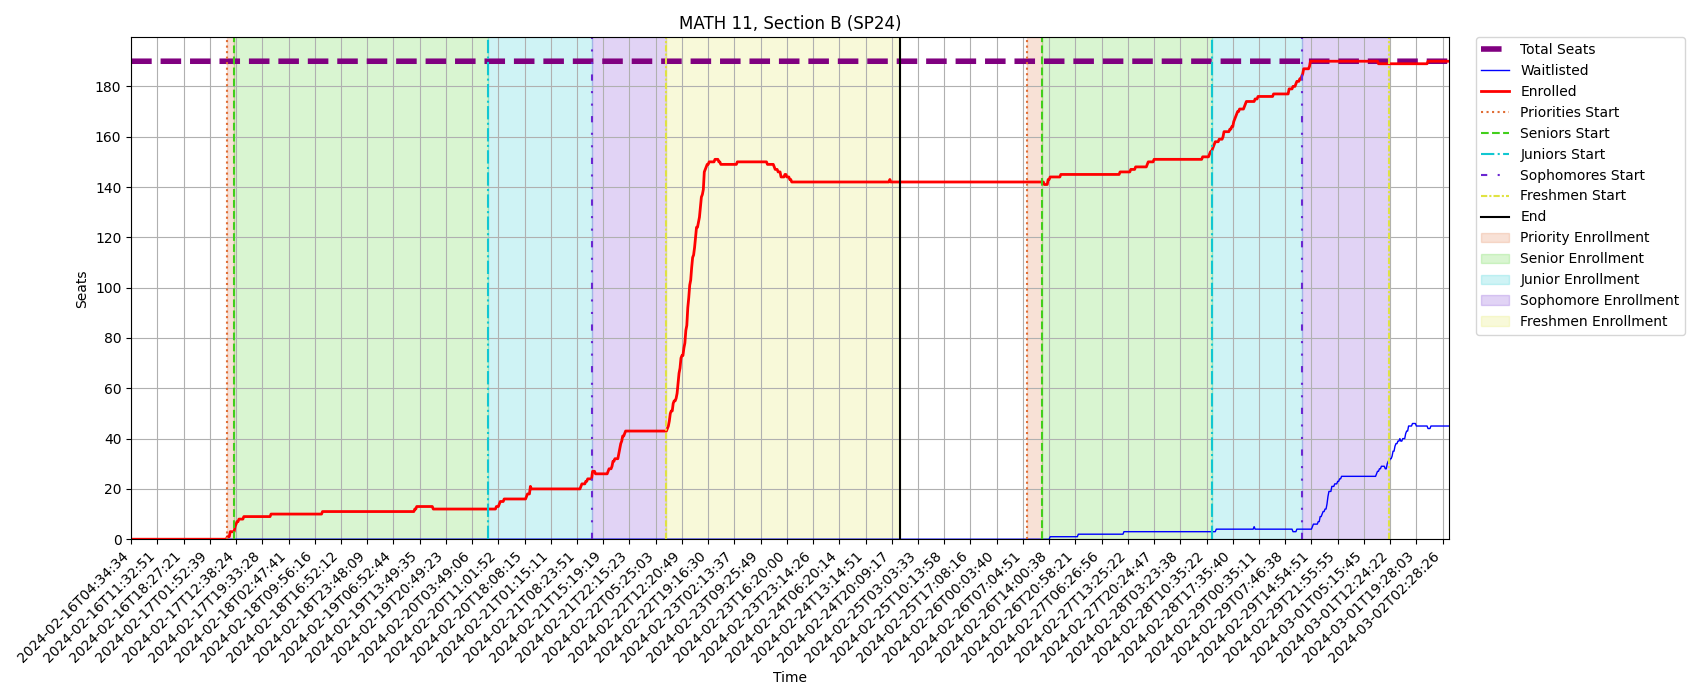 MATH 11, Section B (SP24)
Seats
180
160
140
120
100
80
60
40
20
0
2024-02-16T04:34:34
2024-02-16T11:32:51
2024-02-16T18:27:21
2024-02-17T01:52:39
2024-02-17T12:38:24
2024-02-17T19:33:28
2024-02-18T02:47:41
2024-02-18T09:56:16
2024-02-18T16:52:12
2024-02-18T23:48:09
2024-02-19T06:52:44
2024-02-19T13:49:35
2024-02-19T20:49:23
2024-02-20T03:49:06
2024-02-20T11:01:52
2024-02-20T18:08:15
2024-02-21T01:15:11
2024-02-21T08:23:51
2024-02-21T15:19:19
2024-02-21T22:15:23
2024-02-22T05:25:03
2024-02-22T12:20:49
2024-02-22T19:16:30
2024-02-23T02:13:37
2024-02-23T09:25:49
2024-02-23T16:20:00
2024-02-23T23:14:26
2024-02-24T06:20:14
2024-02-24T13:14:51
2024-02-24T20:09:17
2024-02-25T03:03:33
2024-02-25T10:13:58
2024-02-25T17:08:16
2024-02-26T00:03:40
2024-02-26T07:04:51
2024-02-26T14:00:38
2024-02-26T20:58:21
2024-02-27T06:26:56
2024-02-27T13:25:22
2024-02-27T20:24:47
2024-02-28T03:23:38
2024-02-28T10:35:22
2024-02-28T17:35:40
2024-02-29T00:35:11
2024-02-29T07:46:38
2024-02-29T14:54:51
2024-02-29T21:55:55
2024-03-01T05:15:45
2024-03-01T12:24:22
2024-03-01T19:28:03
2024-03-02T02:28:26
Time
Total Seats
Waitlisted
Enrolled
Priorities Start
Seniors Start
Juniors Start
Sophomores Start
Freshmen Start
End
Priority Enrollment
Senior Enrollment
Junior Enrollment
Sophomore Enrollment
Freshmen Enrollment